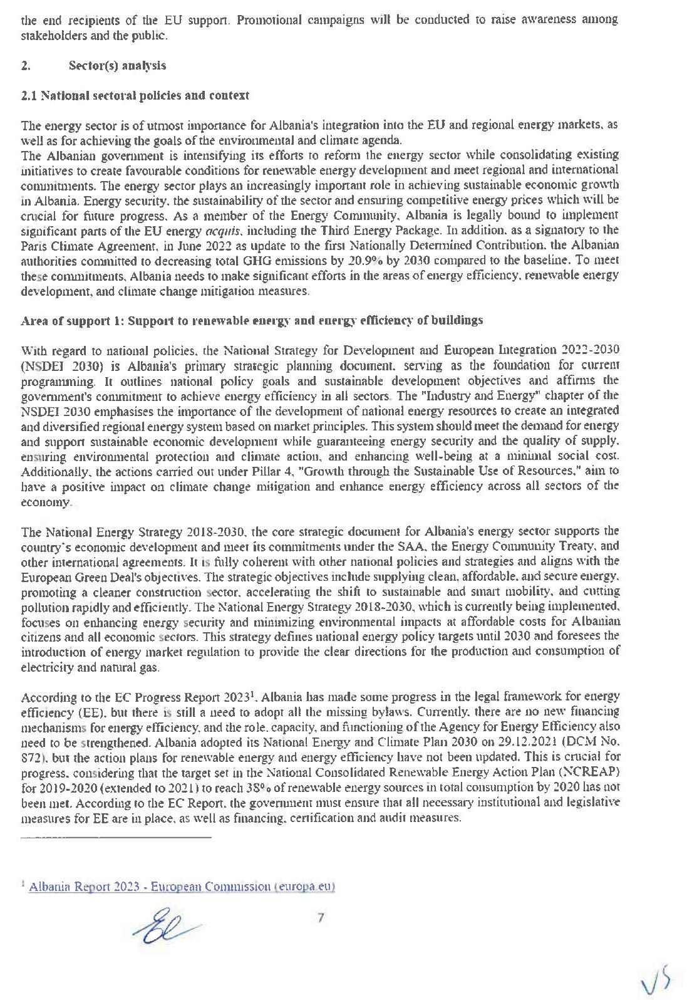 the end recipients of the EU support. Promotional campaigns will be conducted to raise awareness among
stakeholders and the public.
2. Sector(s) analysis
2.1 National sectoral policies and context
The energy sector is of utmost importance for Albania's integration into the EU and regional energy markets, as
well as for achieving the goals of the environmental and climate agenda.
The Albanian government is intensifying its efforts to reform the energy sector while consolidating existing
initiatives to create favourable conditions for renewable energy development and meet regional and international
commitments. The energy sector plays an increasingly important role in achieving sustainable economic growth
in Albania. Energy security, the sustainability of the sector and ensuring competitive energy prices which will be
crucial for future progress. As a member of the Energy Community, Albania is legally bound to implement
significant parts of the EU energy acquis, including the Third Energy Package. In addition, as a signatory to the
Paris Climate Agreement, in June 2022 as update to the first Nationally Determined Contribution, the Albanian
authorities committed to decreasing total GHG emissions by 20.9% by 2030 compared to the baseline. To meet
these commitments, Albania needs to make significant efforts in the areas of energy efficiency, renewable energy
development, and climate change mitigation measures.
Area of support 1: Support to renewable energy and energy efficiency of buildings
With regard to national policies, the National Strategy for Development and European Integration 2022-2030
(NSDEI 2030) is Albania's primary strategic planning document, serving as the foundation for current
programming. It outlines national policy goals and sustainable development objectives and affirms the
government's commitment to achieve energy efficiency in all sectors. The "Industry and Energy" chapter of the
NSDEI 2030 emphasises the importance of the development of national energy resources to create an integrated
and diversified regional energy system based on market principles. This system should meet the demand for energy
and support sustainable economic development while guaranteeing energy security and the quality of supply,
ensuring environmental protection and climate action, and enhancing well-being at a minimal social cost.
Additionally, the actions carried out under Pillar 4, "Growth through the Sustainable Use of Resources," aim to
have a positive impact on climate change mitigation and enhance energy efficiency across all sectors of the
economy.
The National Energy Strategy 2018-2030, the core strategic document for Albania's energy sector supports the
country's economic development and meet its commitments under the SAA, the Energy Community Treaty, and
other international agreements. It is fully coherent with other national policies and strategies and aligns with the
European Green Deal's objectives. The strategic objectives include supplying clean, affordable, and secure energy,
promoting a cleaner construction sector, accelerating the shift to sustainable and smart mobility, and cutting
pollution rapidly and efficiently. The National Energy Strategy 2018-2030, which is currently being implemented,
focuses on enhancing energy security and minimizing environmental impacts at affordable costs for Albanian
citizens and all economic sectors. This strategy defines national energy policy targets until 2030 and foresees the
introduction of energy market regulation to provide the clear directions for the production and consumption of
electricity and natural gas.
According to the EC Progress Report 2023¹, Albania has made some progress in the legal framework for energy
efficiency (EE), but there is still a need to adopt all the missing bylaws. Currently, there are no new financing
mechanisms for energy efficiency, and the role, capacity, and functioning of the Agency for Energy Efficiency also
need to be strengthened. Albania adopted its National Energy and Climate Plan 2030 on 29.12.2021 (DCM No.
872), but the action plans for renewable energy and energy efficiency have not been updated. This is crucial for
progress, considering that the target set in the National Consolidated Renewable Energy Action Plan (NCREAP)
for 2019-2020 (extended to 2021) to reach 38% of renewable energy sources in total consumption by 2020 has not
been met. According to the EC Report, the government must ensure that all necessary institutional and legislative
measures for EE are in place, as well as financing, certification and audit measures.
¹ Albania Report 2023 - European Commission (europa.eu)
7
VS